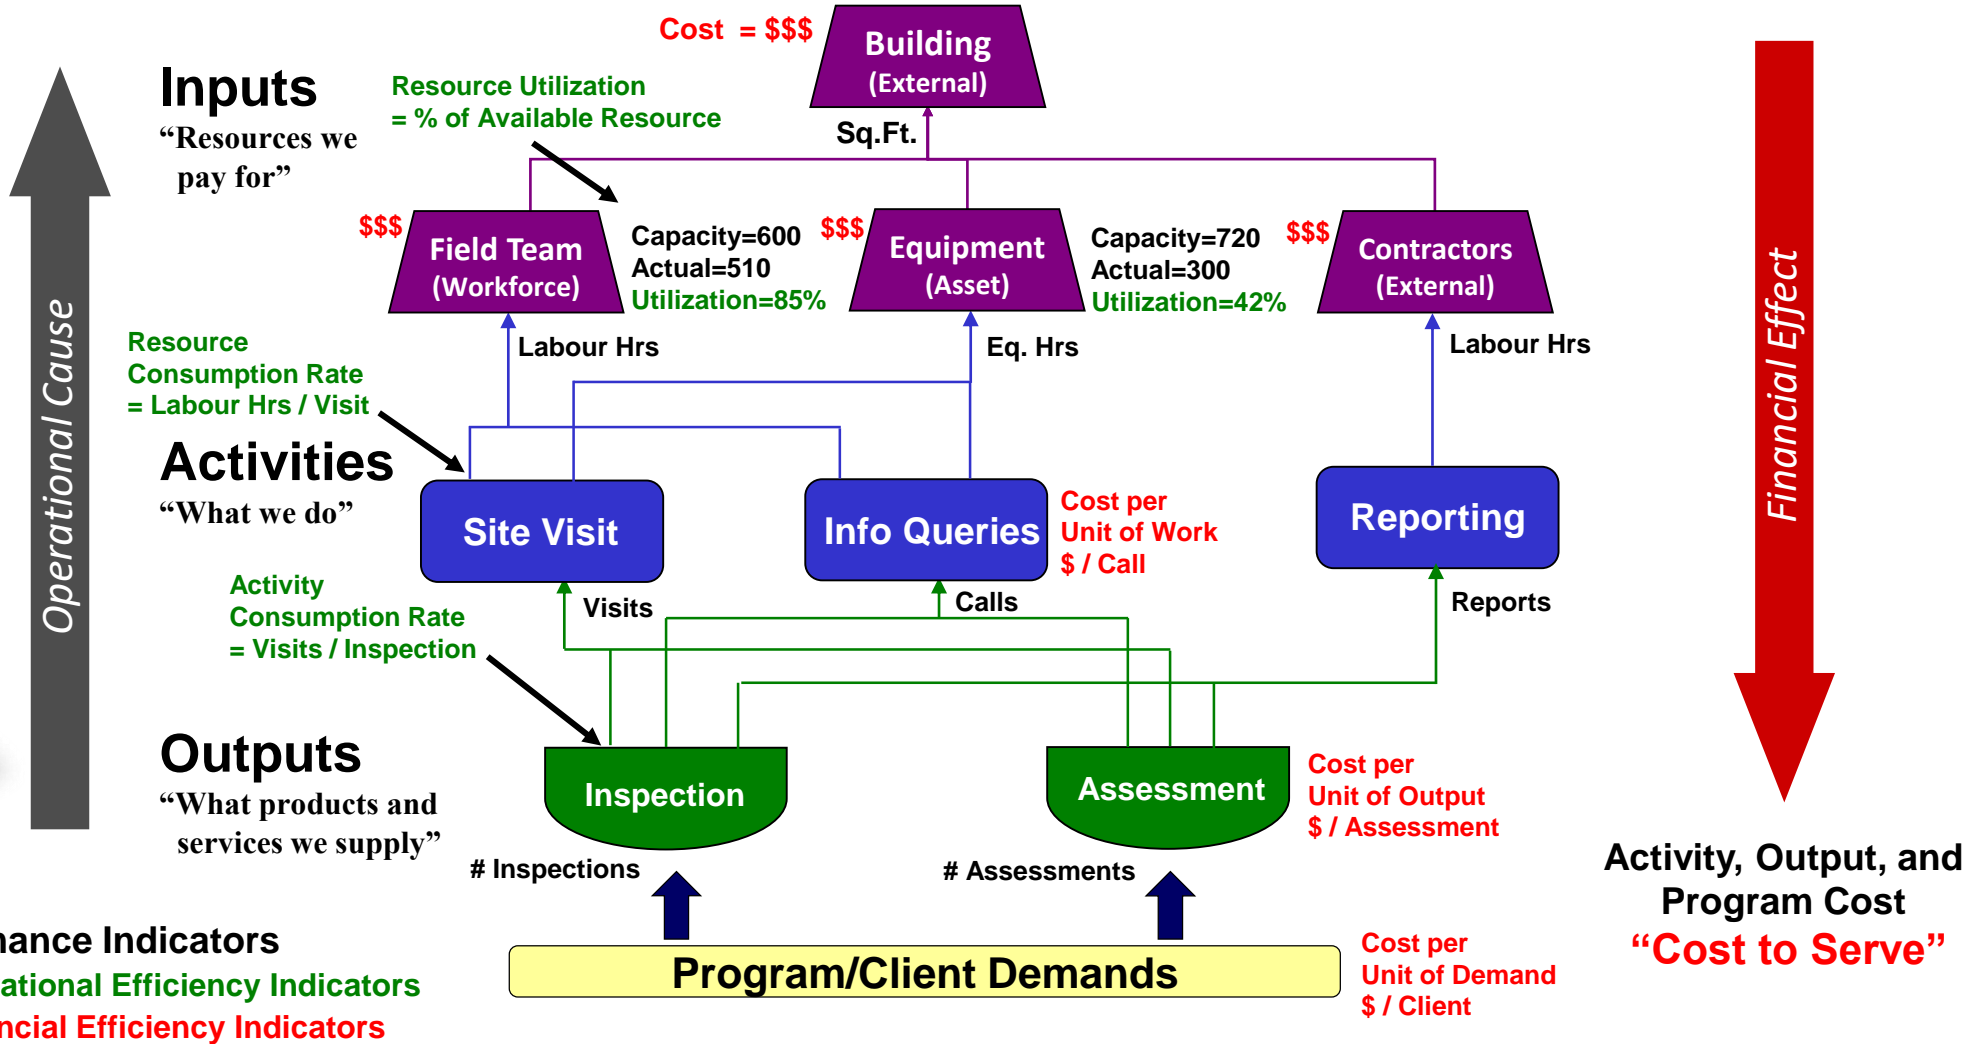 Cost = $$$
Building
(External)
Inputs
“Resources we
pay for”
Resource Utilization
= % of Available Resource
Sq.Ft.
$$$
Field Team
(Workforce)
Capacity=600
Actual=510
Utilization=85%
$$$
Equipment
(Asset)
Capacity=720
Actual=300
Utilization=42%
$$$
Contractors
(External)
Operational Cause
Financial Effect
Resource
Consumption Rate
= Labour Hrs / Visit
Labour Hrs
Eq. Hrs
Labour Hrs
Activities
“What we do”
Site Visit
Info Queries
Cost per
Unit of Work
$ / Call
Reporting
Activity
Consumption Rate
= Visits / Inspection
Visits
Calls
Reports
Outputs
“What products and
services we supply”
Inspection
Assessment
Cost per
Unit of Output
$ / Assessment
# Inspections
# Assessments
Activity, Output, and
Program Cost
“Cost to Serve”
Program/Client Demands
Cost per
Unit of Demand
$ / Client
mance Indicators
ational Efficiency Indicators
ncial Efficiency Indicators